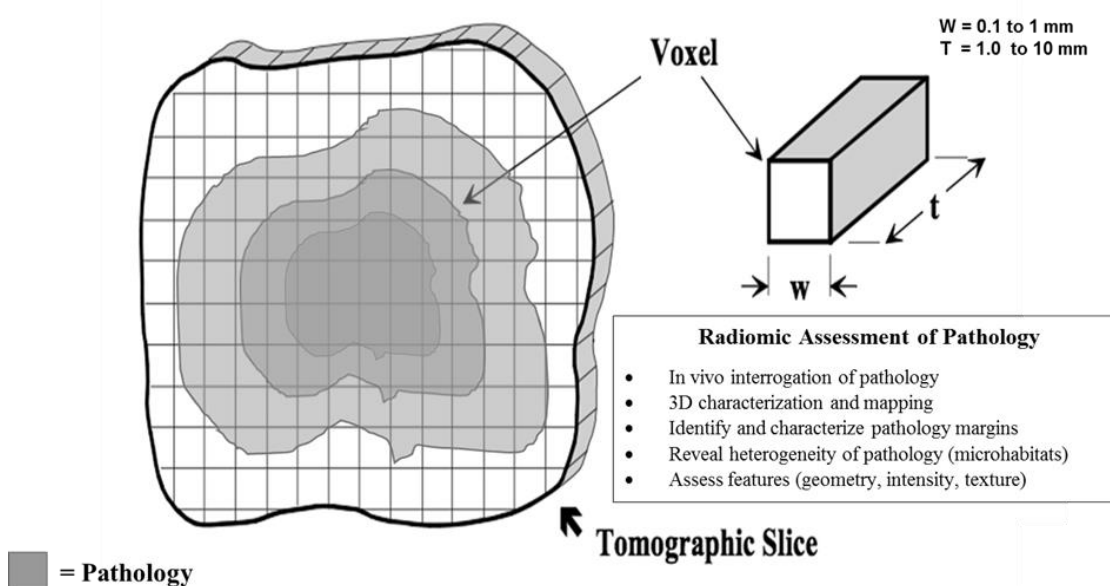 W = 0.1 to 1 mm
T = 1.0 to 10 mm
Voxel
t
w
Radiomic Assessment of Pathology
• In vivo interrogation of pathology
• 3D characterization and mapping
• Identify and characterize pathology margins
• Reveal heterogeneity of pathology (microhabitats)
• Assess features (geometry, intensity, texture)
Tomographic Slice
= Pathology